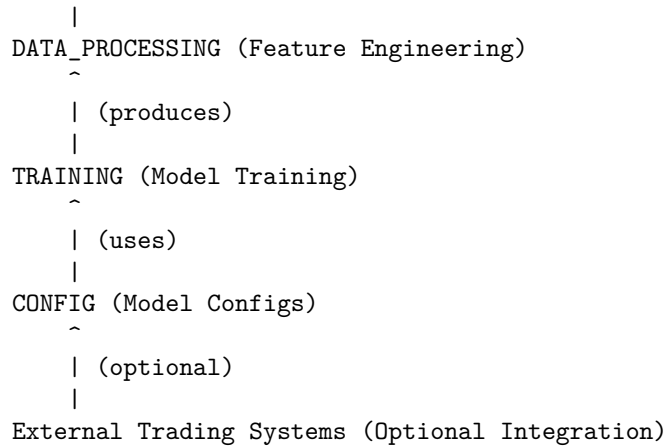 |
DATA_PROCESSING (Feature Engineering)
^
| (produces)
|
TRAINING (Model Training)
^
| (uses)
|
CONFIG (Model Configs)
^
| (optional)
|
External Trading Systems (Optional Integration)